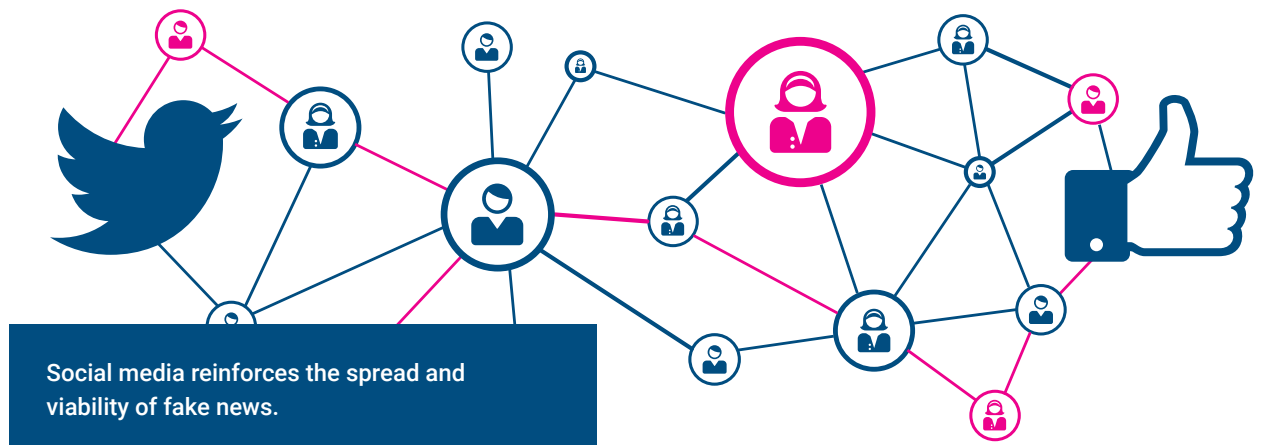 Social media reinforces the spread and
viability of fake news.